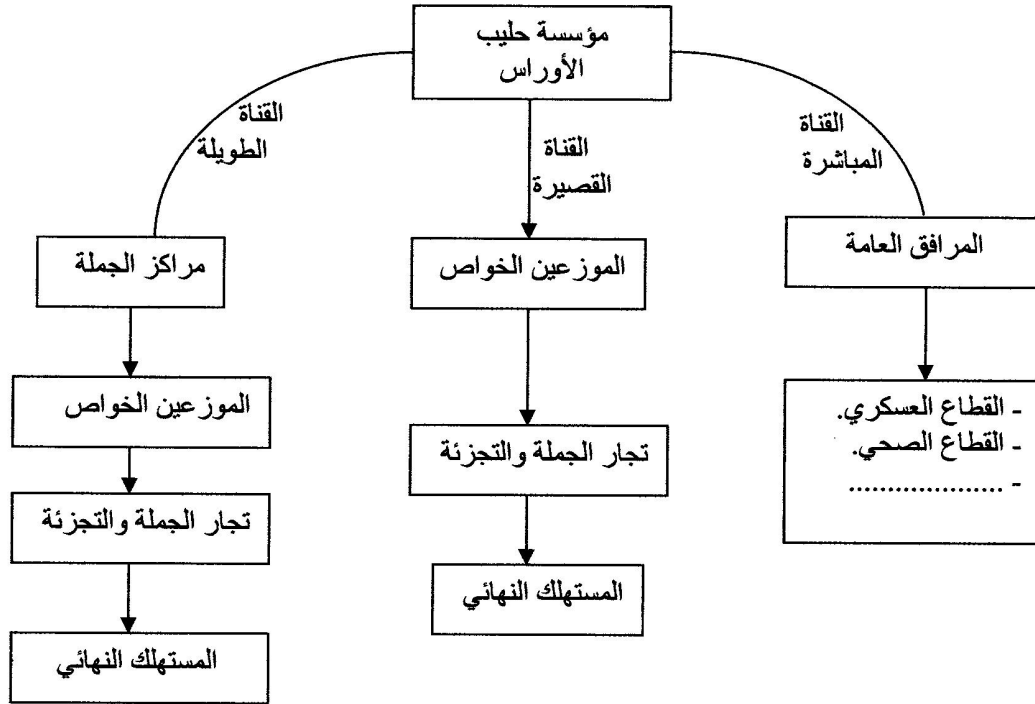 مؤسسة حليب
الأوراس
القناة
المباشرة
القناة
القصيرة
القناة
الطويلة
المرافق العامة
الموزعين الخواص
مراكز الجملة
- القطاع العسكري.
- القطاع الصحي.
- ....................
تجار الجملة والتجزئة
المستهلك النهائي
الموزعين الخواص
تجار الجملة والتجزئة
المستهلك النهائي